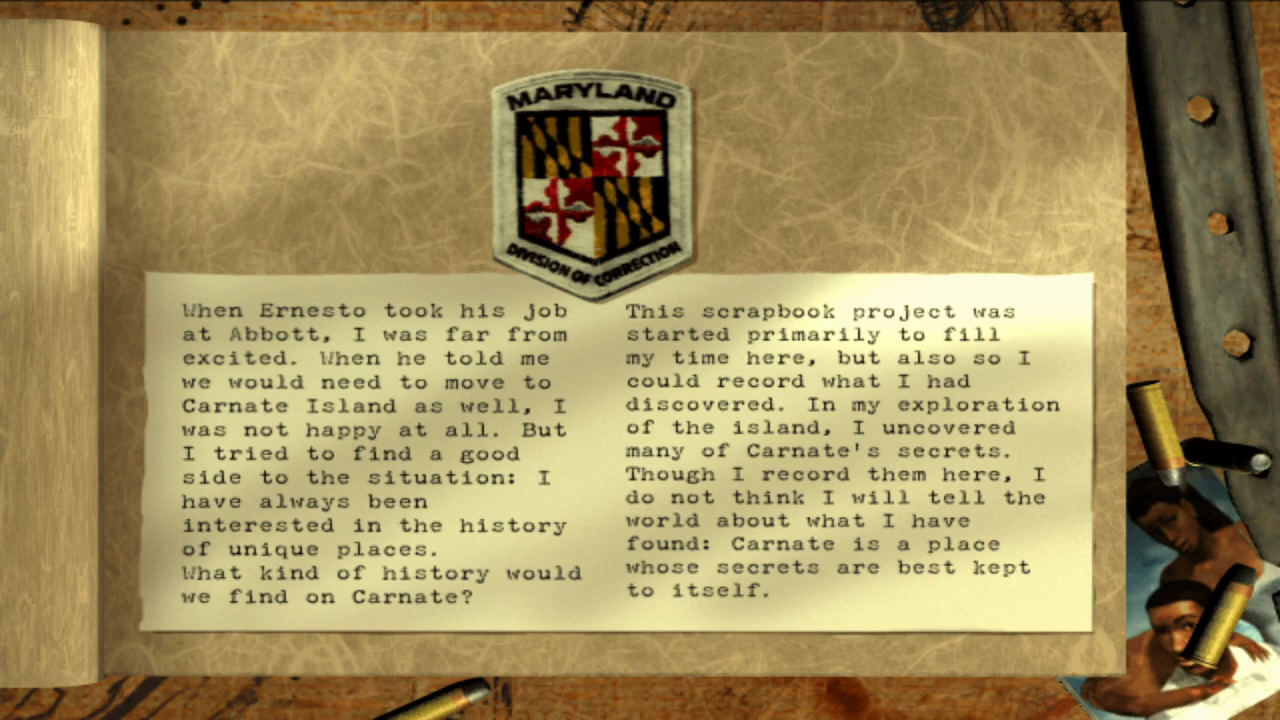 MARYLAND
DIVISION OF CORRECTION
When Ernesto took his job
at Abbott, I was far from
excited. When he told me
we would need to move to
Carnate Island as well, I
was not happy at all. But
I tried to find a good
side to the situation: I
have always been
interested in the history
of unique places.
What kind of history would
we find on Carnate?
This scrapbook project was
started primarily to fill
my time here, but also so I
could record what I had
discovered. In my exploration
of the island, I uncovered
many of Carnate's secrets.
Though I record them here, I
do not think I will tell the
world about what I have
found: Carnate is a place
whose secrets are best kept
to itself.